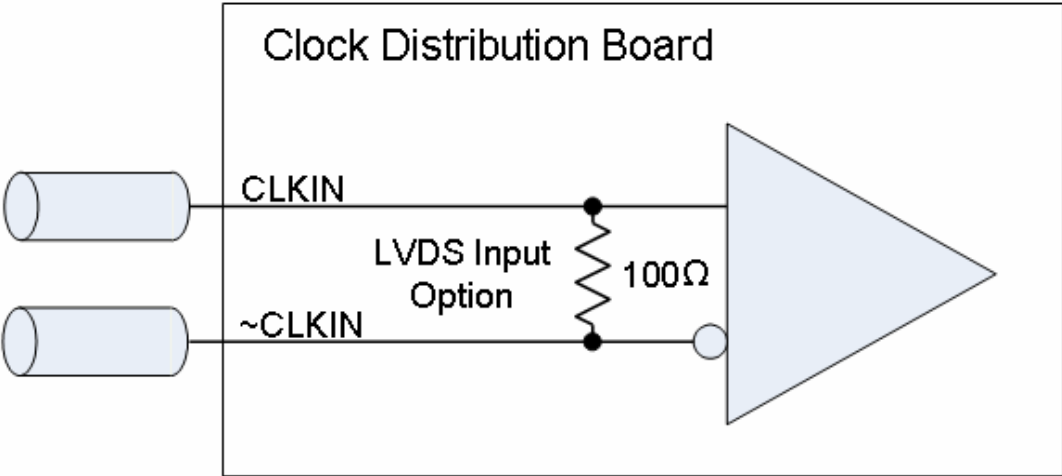 Clock Distribution Board
CLKIN
LVDS Input
Option
100Ω
~CLKIN